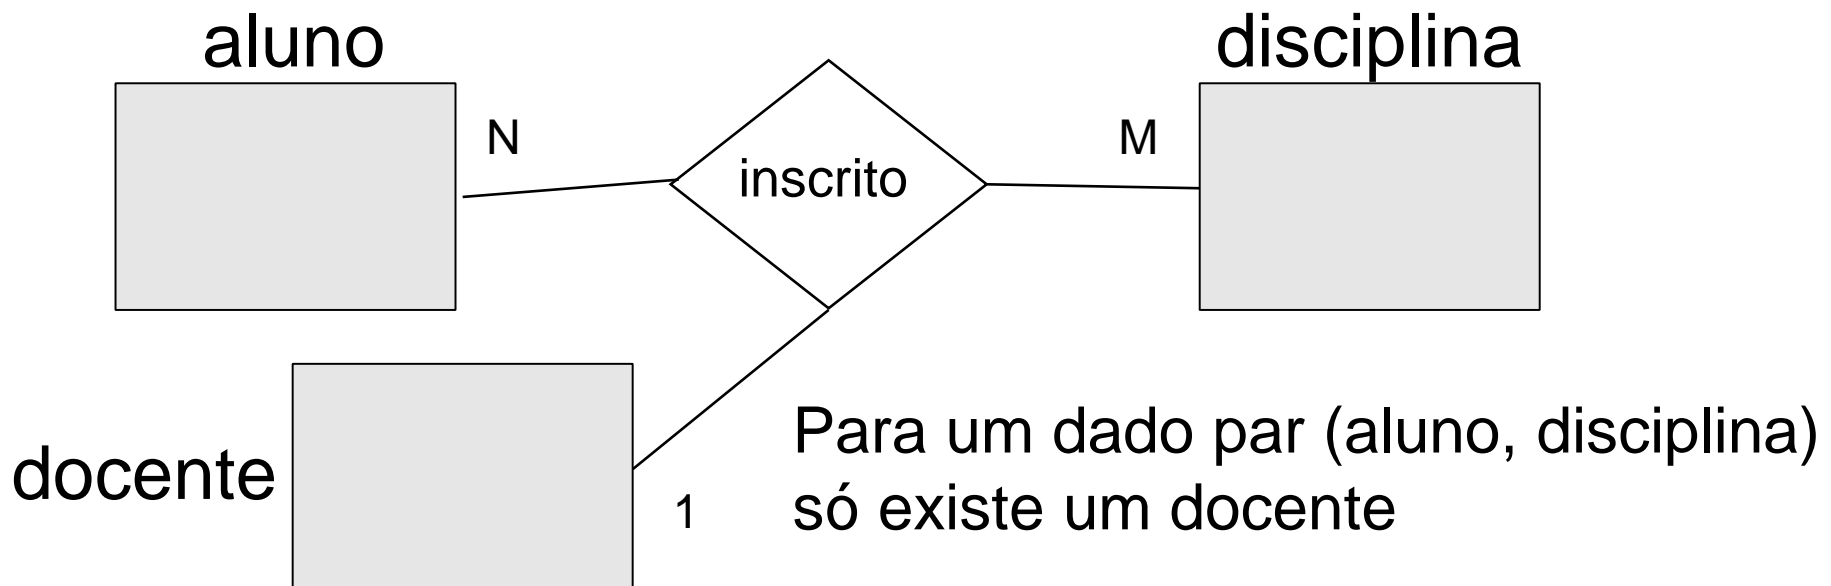 aluno
disciplina
N
M
inscrito
docente
1
Para um dado par (aluno, disciplina)
só existe um docente